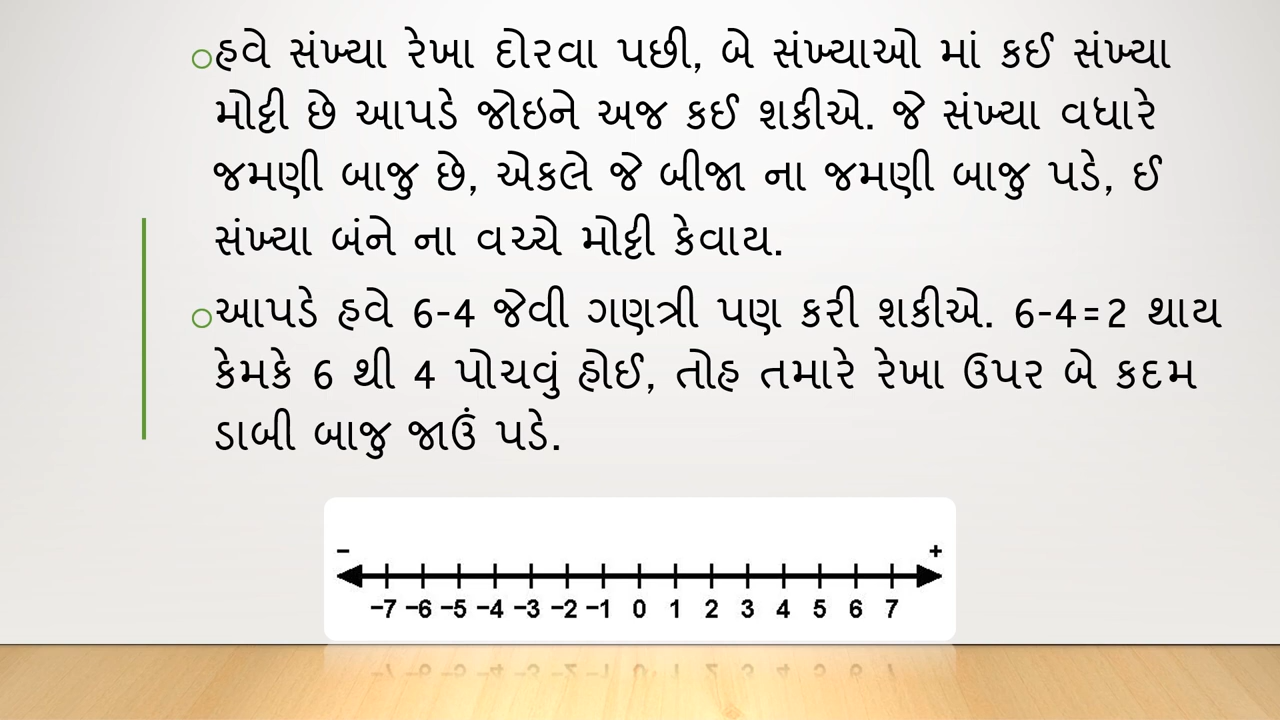 હવે સંખ્યા રેખા દોરવા પછી, બે સંખ્યાઓ માં કઈ સંખ્યા
મોટ્ટી છે આપડે જોઇને અજ કઈ શકીએ. જે સંખ્યા વધારે
જમણી બાજુ છે, એકલે જે બીજા ના જમણી બાજુ પડે, ઈ
સંખ્યા બંને ના વચ્ચે મોટ્ટી કેવાય.
આપડે હવે 6-4 જેવી ગણત્રી પણ કરી શકીએ. 6-4=2 થાય
કેમકે 6 થી 4 પોચવું હોઈ, તોહ તમારે રેખા ઉપર બે કદમ
ડાબી બાજુ જાઉં પડે.
− +
−7 −6 −5 −4 −3 −2 −1 0 1 2 3 4 5 6 7